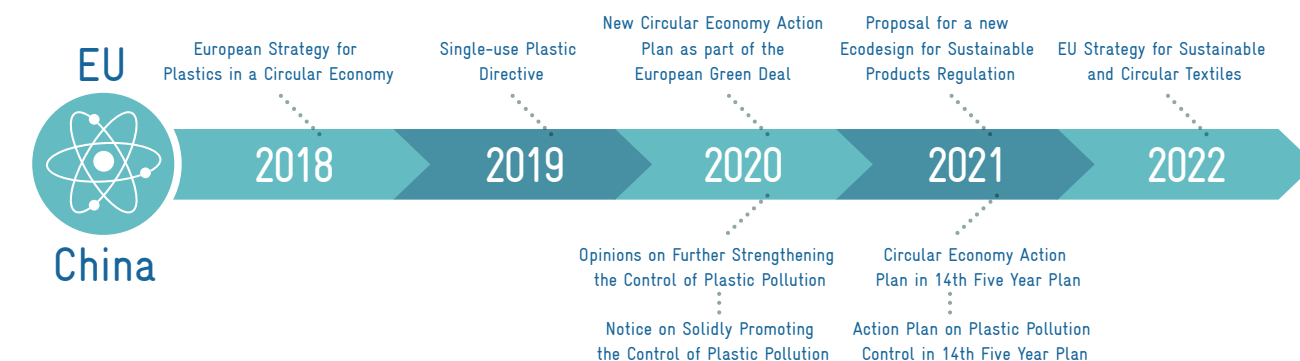 EU
European Strategy for
Plastics in a Circular Economy
Single-use Plastic
Directive
New Circular Economy Action
Plan as part of the
European Green Deal
Proposal for a new
Ecodesign for Sustainable
Products Regulation
EU Strategy for Sustainable
and Circular Textiles
2018
2019
2020
2021
2022
China
Opinions on Further Strengthening
the Control of Plastic Pollution
Notice on Solidly Promoting
the Control of Plastic Pollution
Circular Economy Action
Plan in 14th Five Year Plan
Action Plan on Plastic Pollution
Control in 14th Five Year Plan